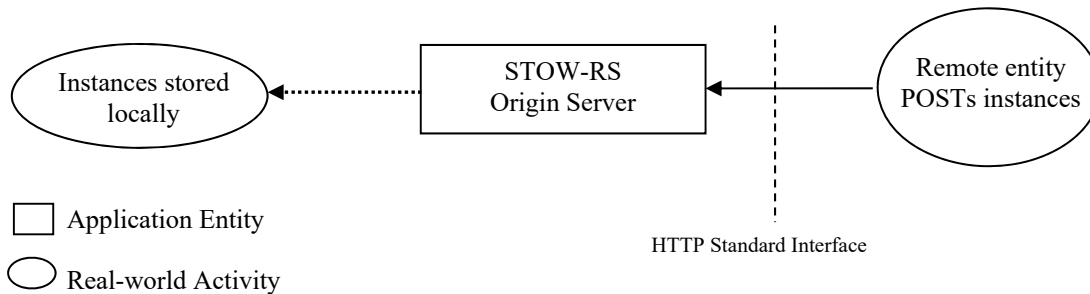 Instances stored
locally
STOW-RS
Origin Server
Remote entity
POSTs instances
HTTP Standard Interface
Application Entity
Real-world Activity